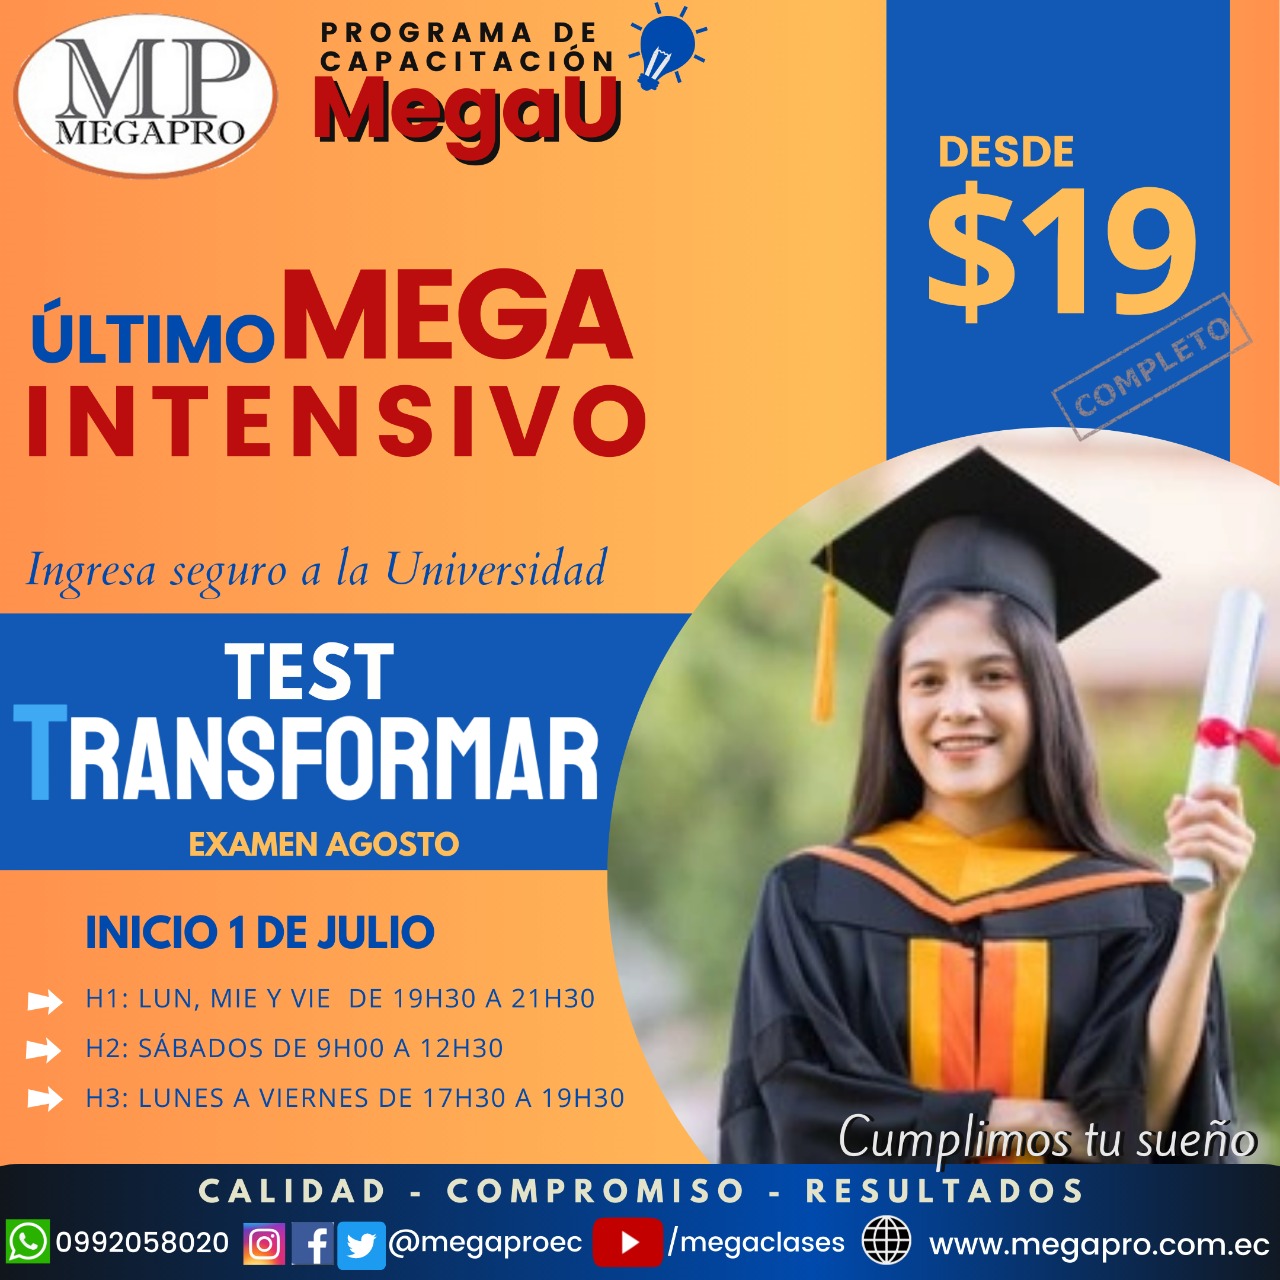 MP
MEGAPRO
PROGRAMA DE
CAPACITACIÓN
MegaU
DESDE
$19
COMPLETO
ÚLTIMO MEGA
INTENSIVO
Ingresa seguro a la Universidad
TEST
TRANSFORMAR
EXAMEN AGOSTO
INICIO 1 DE JULIO
H1: LUN, MIE Y VIE DE 19H30 A 21H30
H2: SÁBADOS DE 9H00 A 12H30
H3: LUNES A VIERNES DE 17H30 A 19H30
Cumplimos tu sueño
CALIDAD - COMPROMISO - RESULTADOS
0992058020 @megaproec /megaclases www.megapro.com.ec